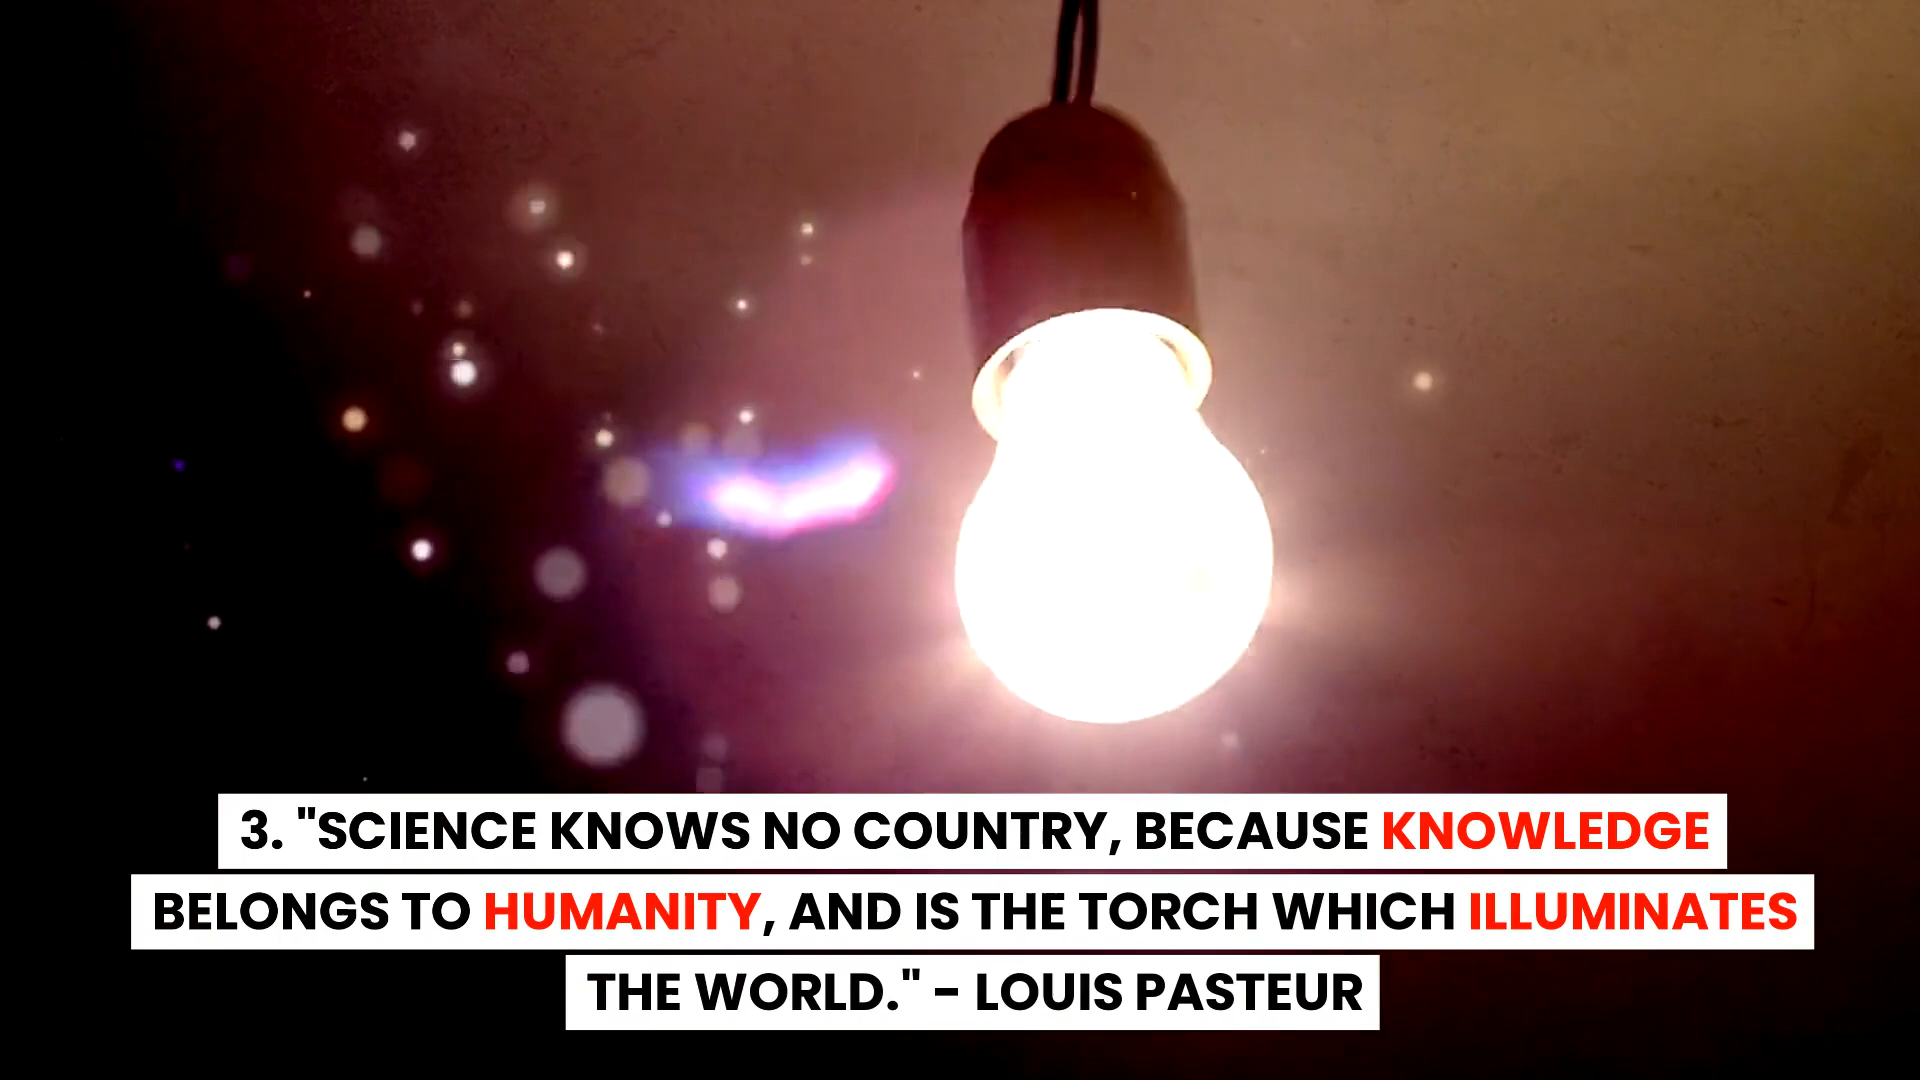 3. "SCIENCE KNOWS NO COUNTRY, BECAUSE KNOWLEDGE
BELONGS TO HUMANITY, AND IS THE TORCH WHICH ILLUMINATES
THE WORLD." - LOUIS PASTEUR